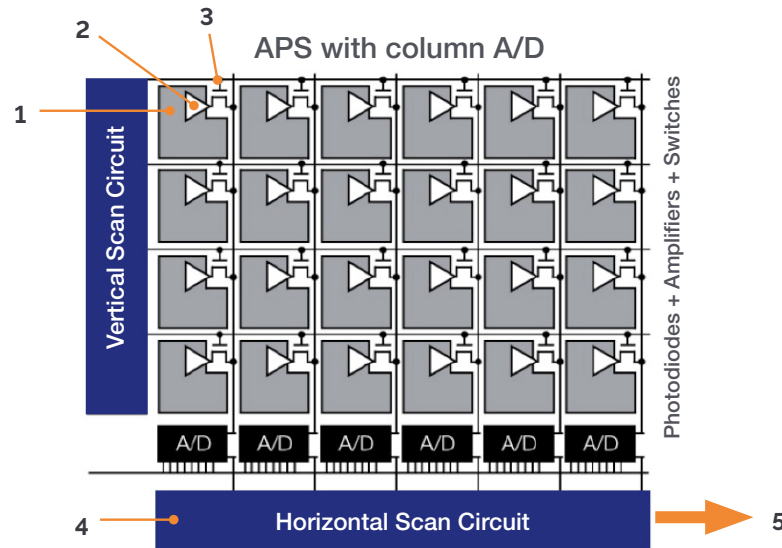 3
2
APS with column A/D
1
Vertical Scan Circuit
Photodiodes + Amplifiers + Switches
A/D A/D A/D A/D A/D A/D
4
Horizontal Scan Circuit
5